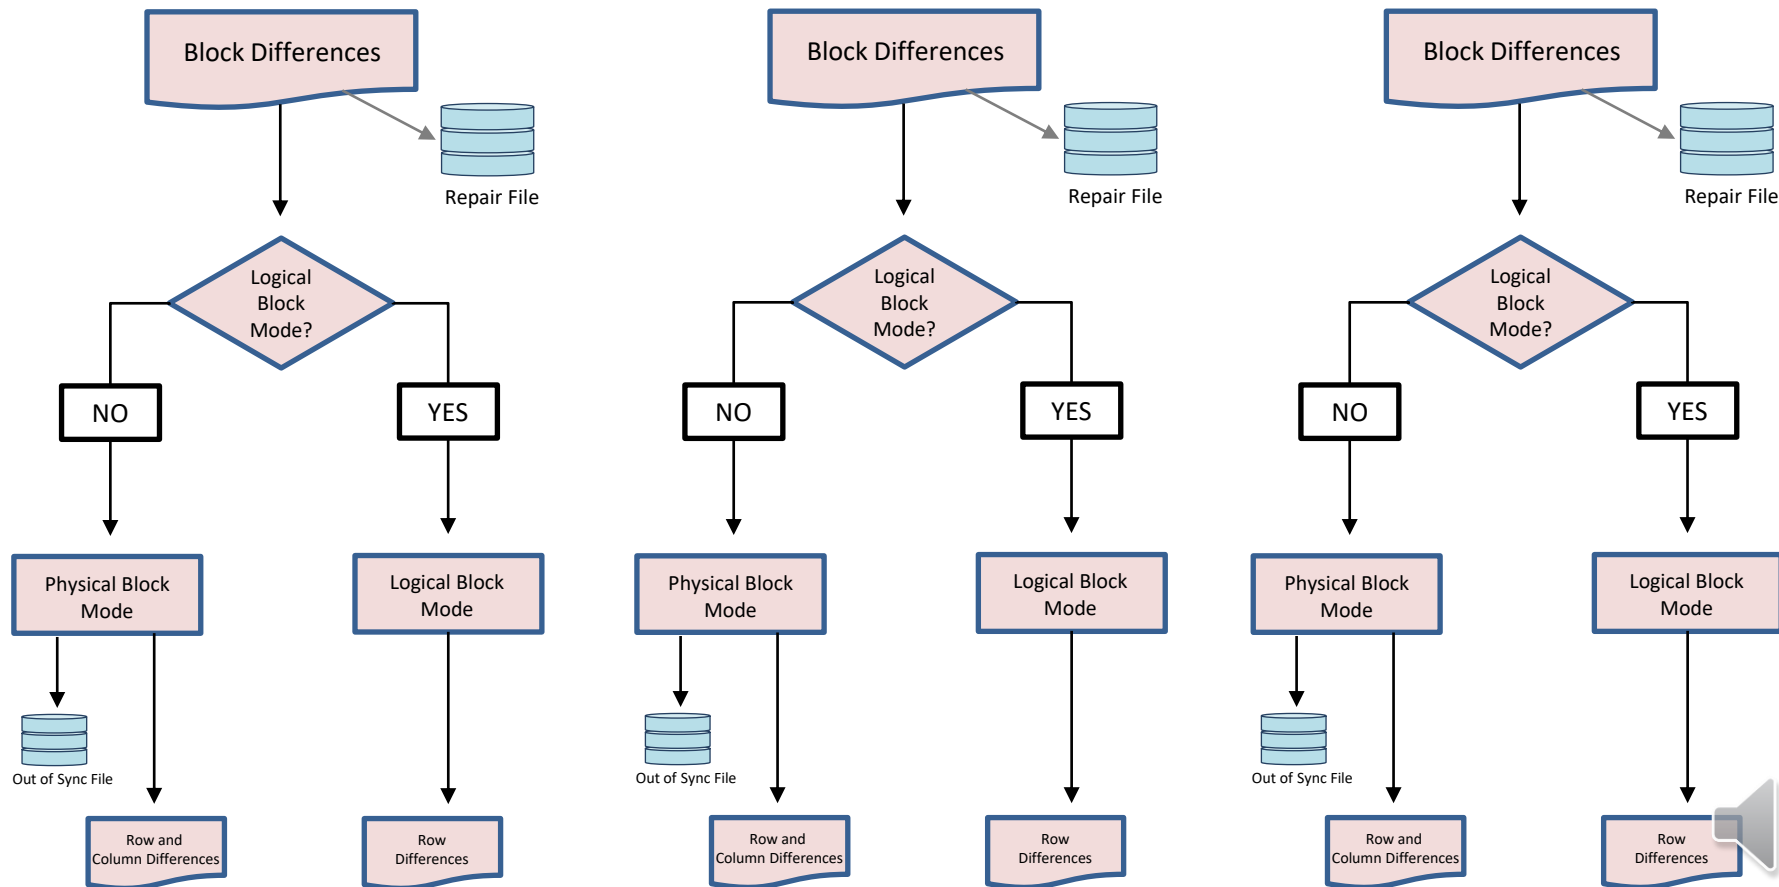 Block Differences
Repair File
Logical
Block
Mode?
NO
YES
Physical Block
Mode
Logical Block
Mode
Out of Sync File
Row and
Column Differences
Row
Differences
Block Differences
Repair File
Logical
Block
Mode?
NO
YES
Physical Block
Mode
Logical Block
Mode
Out of Sync File
Row and
Column Differences
Row
Differences
Block Differences
Repair File
Logical
Block
Mode?
NO
YES
Physical Block
Mode
Logical Block
Mode
Out of Sync File
Row and
Column Differences
Row
Differences